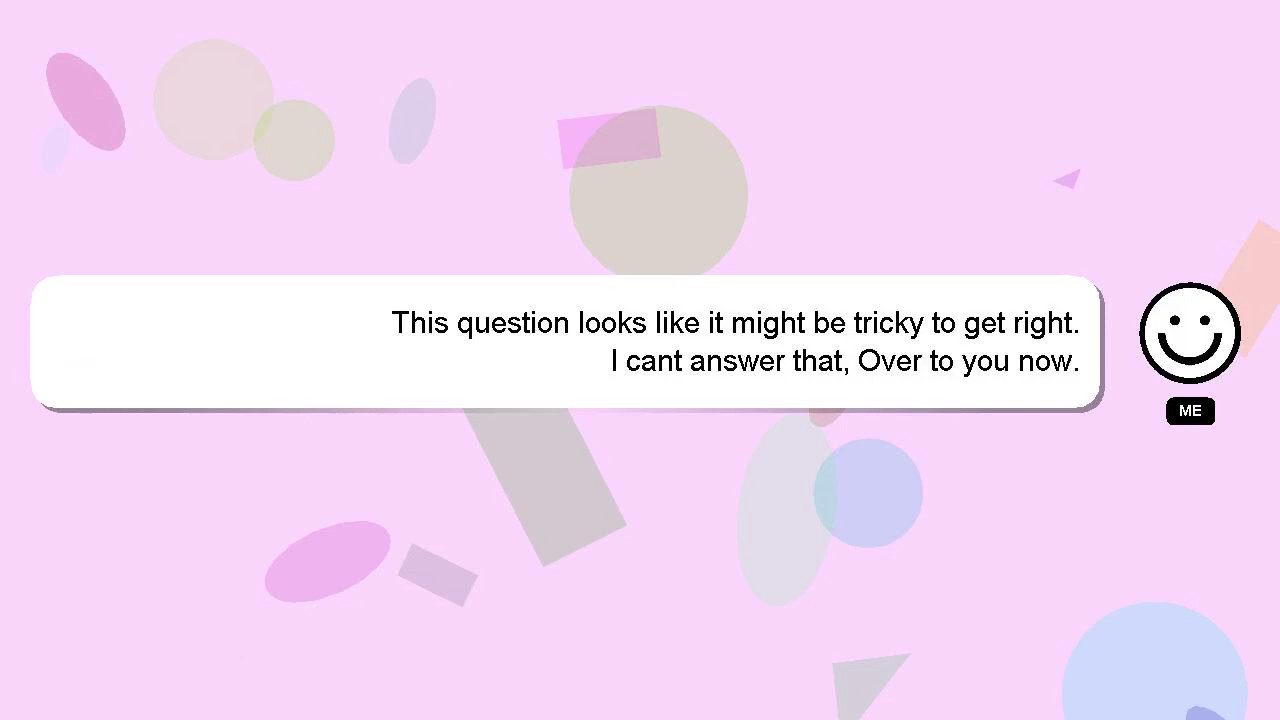 This question looks like it might be tricky to get right.
I cant answer that, Over to you now.
ME